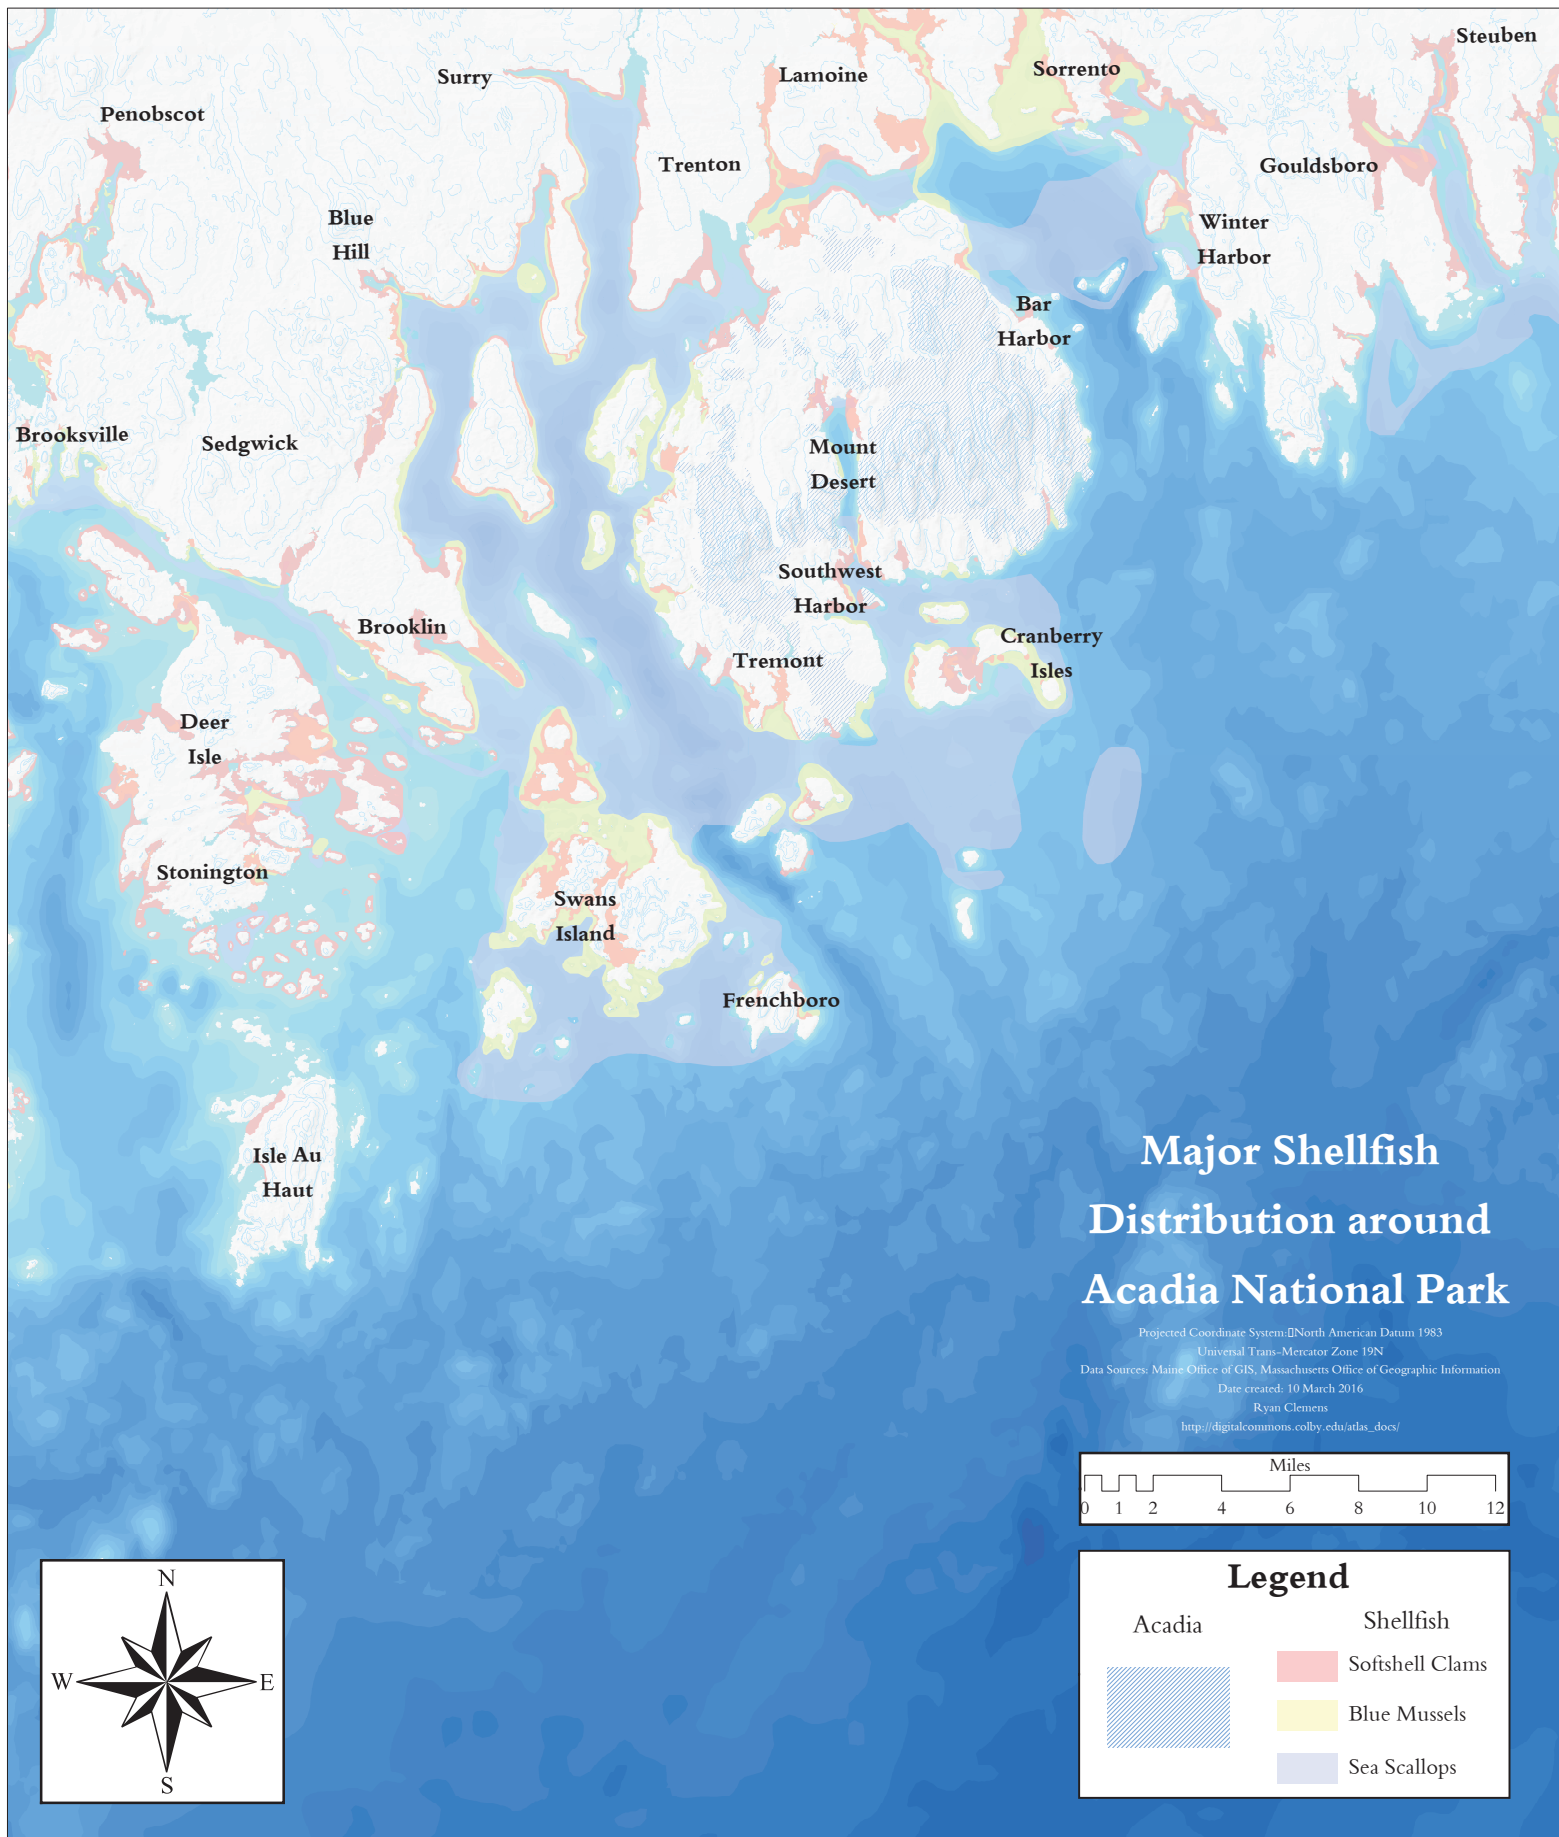 Steuben
Surry
Lamoine
Sorrento
Penobscot
Trenton
Gouldsboro
Blue
Hill
Winter
Harbor
Bar
Harbor
Brooksville
Sedgwick
Mount
Desert
Southwest
Harbor
Brooklin
Cranberry
Isles
Tremont
Deer
Isle
Stonington
Swans
Island
Frenchboro
Isle Au
Haut
Major Shellfish
Distribution around
Acadia National Park
Projected Coordinate System:▯North American Datum 1983
Universal Trans-Mercator Zone 19N
Data Sources: Maine Office of GIS, Massachusetts Office of Geographic Information
Date created: 10 March 2016
Ryan Clemens
http://digitalcommons.colby.edu/atlas_docs/
Miles
0 1 2 4 6 8 10 12
Legend
Acadia
Shellfish
Softshell Clams
Blue Mussels
Sea Scallops
N
W E
S